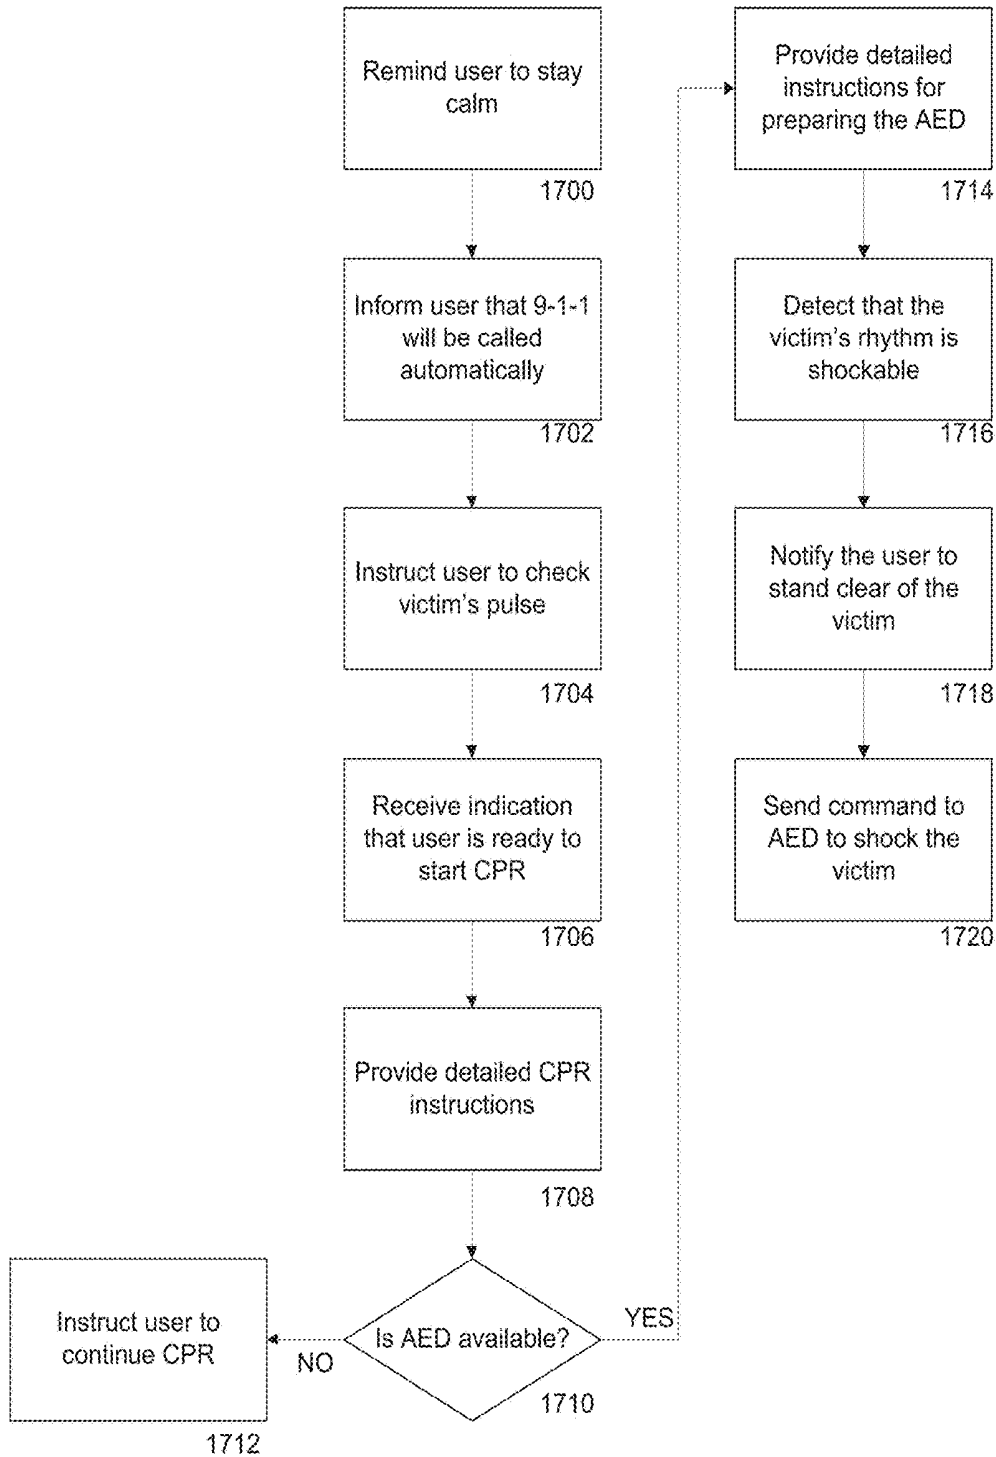 Remind user to stay
calm
1700
Inform user that 9-1-1
will be called
automatically
1702
Instruct user to check
victim's pulse
1704
Receive indication
that user is ready to
start CPR
1706
Provide detailed CPR
instructions
1708
Is AED available?
1710
NO
Instruct user to
continue CPR
1712
YES
Provide detailed
instructions for
preparing the AED
1714
Detect that the
victim's rhythm is
shockable
1716
Notify the user to
stand clear of the
victim
1718
Send command to
AED to shock the
victim
1720